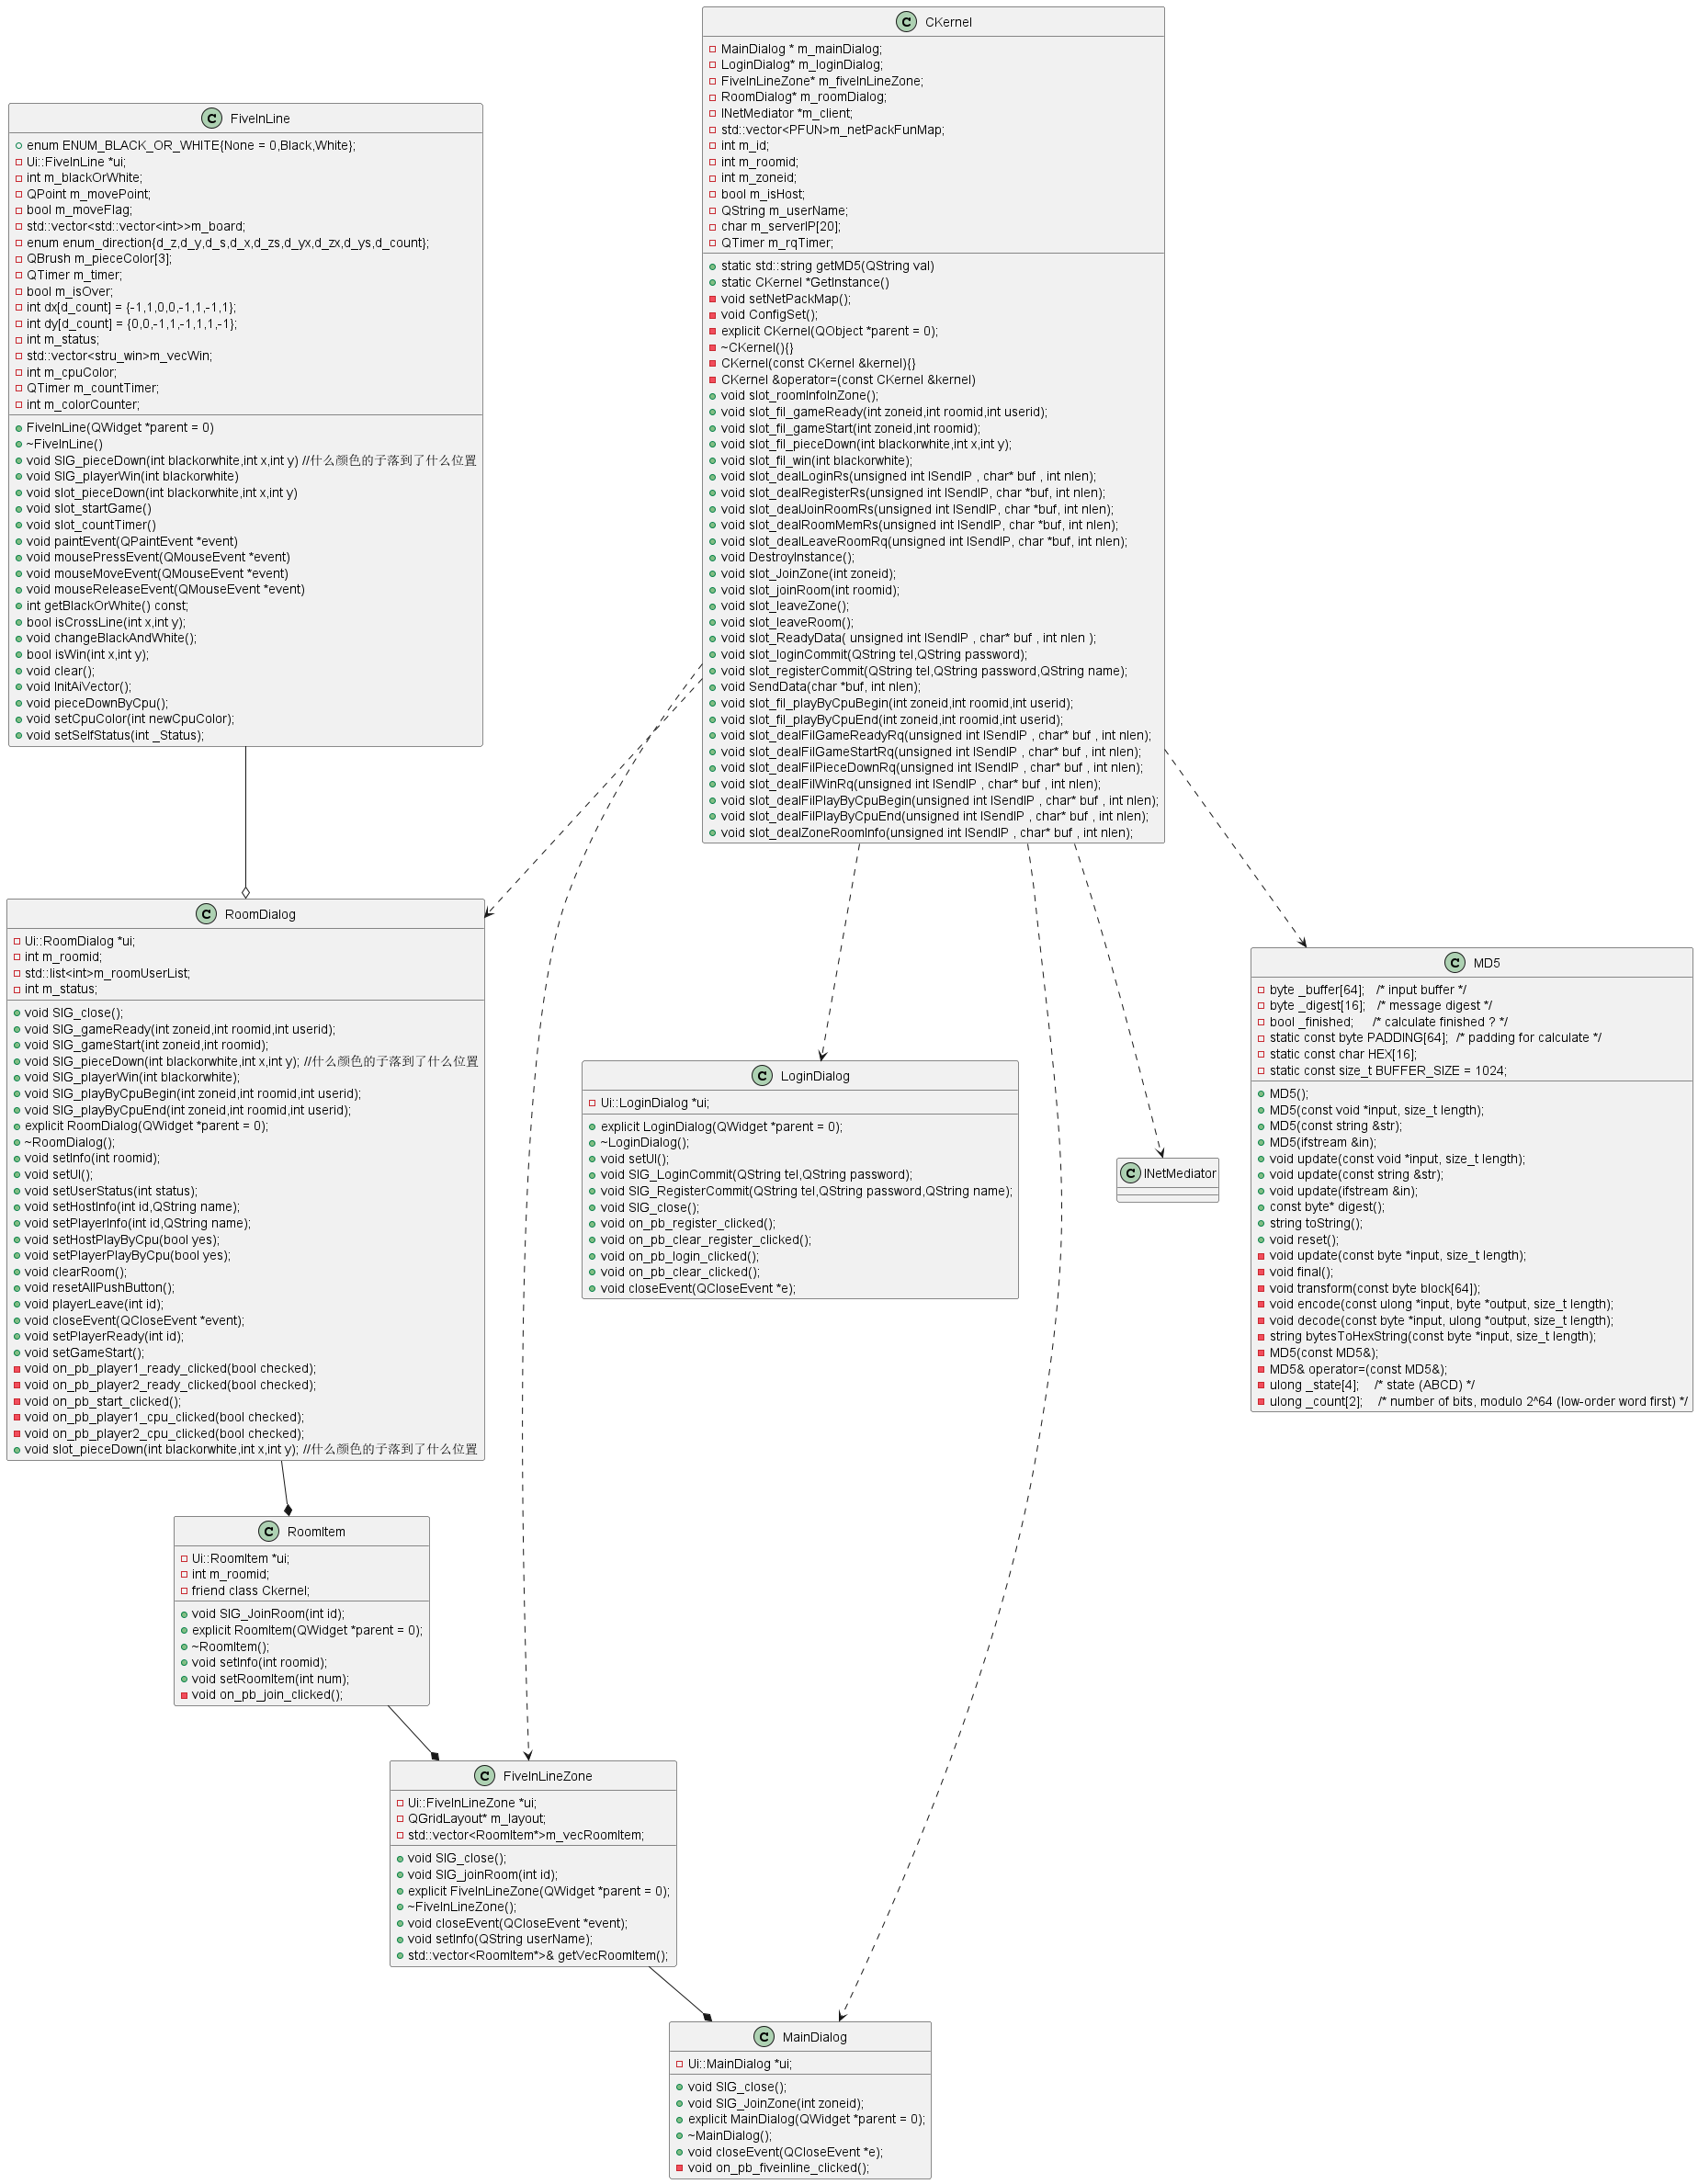 CKernel
MainDialog * m_mainDialog;
LoginDialog* m_loginDialog;
FiveInLineZone* m_fiveInLineZone;
RoomDialog* m_roomDialog;
INetMediator *m_client;
std::vector<PFUN>m_netPackFunMap;
int m_id;
int m_roomid;
int m_zoneid;
bool m_isHost;
QString m_userName;
char m_serverIP[20];
QTimer m_rqTimer;
static std::string getMD5(QString val)
static CKernel *GetInstance()
void setNetPackMap();
void ConfigSet();
explicit CKernel(QObject *parent = 0);
~CKernel(){}
CKernel(const CKernel &kernel){}
CKernel &operator=(const CKernel &kernel)
void slot_roomInfoInZone();
void slot_fil_gameReady(int zoneid,int roomid,int userid);
void slot_fil_gameStart(int zoneid,int roomid);
void slot_fil_pieceDown(int blackorwhite,int x,int y);
void slot_fil_win(int blackorwhite);
void slot_dealLoginRs(unsigned int lSendIP , char* buf , int nlen);
void slot_dealRegisterRs(unsigned int lSendIP, char *buf, int nlen);
void slot_dealJoinRoomRs(unsigned int lSendIP, char *buf, int nlen);
void slot_dealRoomMemRs(unsigned int lSendIP, char *buf, int nlen);
void slot_dealLeaveRoomRq(unsigned int lSendIP, char *buf, int nlen);
void DestroyInstance();
void slot_JoinZone(int zoneid);
void slot_joinRoom(int roomid);
void slot_leaveZone();
void slot_leaveRoom();
void slot_ReadyData( unsigned int lSendIP , char* buf , int nlen );
void slot_loginCommit(QString tel,QString password);
void slot_registerCommit(QString tel,QString password,QString name);
void SendData(char *buf, int nlen);
void slot_fil_playByCpuBegin(int zoneid,int roomid,int userid);
void slot_fil_playByCpuEnd(int zoneid,int roomid,int userid);
void slot_dealFilGameReadyRq(unsigned int lSendIP , char* buf , int nlen);
void slot_dealFilGameStartRq(unsigned int lSendIP , char* buf , int nlen);
void slot_dealFilPieceDownRq(unsigned int lSendIP , char* buf , int nlen);
void slot_dealFilWinRq(unsigned int lSendIP , char* buf , int nlen);
void slot_dealFilPlayByCpuBegin(unsigned int lSendIP , char* buf , int nlen);
void slot_dealFilPlayByCpuEnd(unsigned int lSendIP , char* buf , int nlen);
void slot_dealZoneRoomInfo(unsigned int lSendIP , char* buf , int nlen);
FiveInLine
enum ENUM_BLACK_OR_WHITE{None = 0,Black,White};
Ui::FiveInLine *ui;
int m_blackOrWhite;
QPoint m_movePoint;
bool m_moveFlag;
std::vector<std::vector<int>>m_board;
enum enum_direction{d_z,d_y,d_s,d_x,d_zs,d_yx,d_zx,d_ys,d_count};
QBrush m_pieceColor[3];
QTimer m_timer;
bool m_isOver;
int dx[d_count] = {-1,1,0,0,-1,1,-1,1};
int dy[d_count] = {0,0,-1,1,-1,1,1,-1};
int m_status;
std::vector<stru_win>m_vecWin;
int m_cpuColor;
QTimer m_countTimer;
int m_colorCounter;
FiveInLine(QWidget *parent = 0)
~FiveInLine()
void SIG_pieceDown(int blackorwhite,int x,int y) //什么颜色的子落到了什么位置
void SIG_playerWin(int blackorwhite)
void slot_pieceDown(int blackorwhite,int x,int y)
void slot_startGame()
void slot_countTimer()
void paintEvent(QPaintEvent *event)
void mousePressEvent(QMouseEvent *event)
void mouseMoveEvent(QMouseEvent *event)
void mouseReleaseEvent(QMouseEvent *event)
int getBlackOrWhite() const;
bool isCrossLine(int x,int y);
void changeBlackAndWhite();
bool isWin(int x,int y);
void clear();
void InitAiVector();
void pieceDownByCpu();
void setCpuColor(int newCpuColor);
void setSelfStatus(int _Status);
RoomDialog
Ui::RoomDialog *ui;
int m_roomid;
std::list<int>m_roomUserList;
int m_status;
void SIG_close();
void SIG_gameReady(int zoneid,int roomid,int userid);
void SIG_gameStart(int zoneid,int roomid);
void SIG_pieceDown(int blackorwhite,int x,int y); //什么颜色的子落到了什么位置
void SIG_playerWin(int blackorwhite);
void SIG_playByCpuBegin(int zoneid,int roomid,int userid);
void SIG_playByCpuEnd(int zoneid,int roomid,int userid);
explicit RoomDialog(QWidget *parent = 0);
~RoomDialog();
void setInfo(int roomid);
void setUI();
void setUserStatus(int status);
void setHostInfo(int id,QString name);
void setPlayerInfo(int id,QString name);
void setHostPlayByCpu(bool yes);
void setPlayerPlayByCpu(bool yes);
void clearRoom();
void resetAllPushButton();
void playerLeave(int id);
void closeEvent(QCloseEvent *event);
void setPlayerReady(int id);
void setGameStart();
void on_pb_player1_ready_clicked(bool checked);
void on_pb_player2_ready_clicked(bool checked);
void on_pb_start_clicked();
void on_pb_player1_cpu_clicked(bool checked);
void on_pb_player2_cpu_clicked(bool checked);
void slot_pieceDown(int blackorwhite,int x,int y); //什么颜色的子落到了什么位置
LoginDialog
Ui::LoginDialog *ui;
explicit LoginDialog(QWidget *parent = 0);
~LoginDialog();
void setUI();
void SIG_LoginCommit(QString tel,QString password);
void SIG_RegisterCommit(QString tel,QString password,QString name);
void SIG_close();
void on_pb_register_clicked();
void on_pb_clear_register_clicked();
void on_pb_login_clicked();
void on_pb_clear_clicked();
void closeEvent(QCloseEvent *e);
INetMediator
MD5
byte _buffer[64]; /* input buffer */
byte _digest[16]; /* message digest */
bool _finished; /* calculate finished ? */
static const byte PADDING[64]; /* padding for calculate */
static const char HEX[16];
static const size_t BUFFER_SIZE = 1024;
MD5();
MD5(const void *input, size_t length);
MD5(const string &str);
MD5(ifstream &in);
void update(const void *input, size_t length);
void update(const string &str);
void update(ifstream &in);
const byte* digest();
string toString();
void reset();
void update(const byte *input, size_t length);
void final();
void transform(const byte block[64]);
void encode(const ulong *input, byte *output, size_t length);
void decode(const byte *input, ulong *output, size_t length);
string bytesToHexString(const byte *input, size_t length);
MD5(const MD5&);
MD5& operator=(const MD5&);
ulong _state[4]; /* state (ABCD) */
ulong _count[2]; /* number of bits, modulo 2^64 (low-order word first) */
RoomItem
Ui::RoomItem *ui;
int m_roomid;
friend class Ckernel;
void SIG_JoinRoom(int id);
explicit RoomItem(QWidget *parent = 0);
~RoomItem();
void setInfo(int roomid);
void setRoomItem(int num);
void on_pb_join_clicked();
FiveInLineZone
Ui::FiveInLineZone *ui;
QGridLayout* m_layout;
std::vector<RoomItem*>m_vecRoomItem;
void SIG_close();
void SIG_joinRoom(int id);
explicit FiveInLineZone(QWidget *parent = 0);
~FiveInLineZone();
void closeEvent(QCloseEvent *event);
void setInfo(QString userName);
std::vector<RoomItem*>& getVecRoomItem();
MainDialog
Ui::MainDialog *ui;
void SIG_close();
void SIG_JoinZone(int zoneid);
explicit MainDialog(QWidget *parent = 0);
~MainDialog();
void closeEvent(QCloseEvent *e);
void on_pb_fiveinline_clicked();